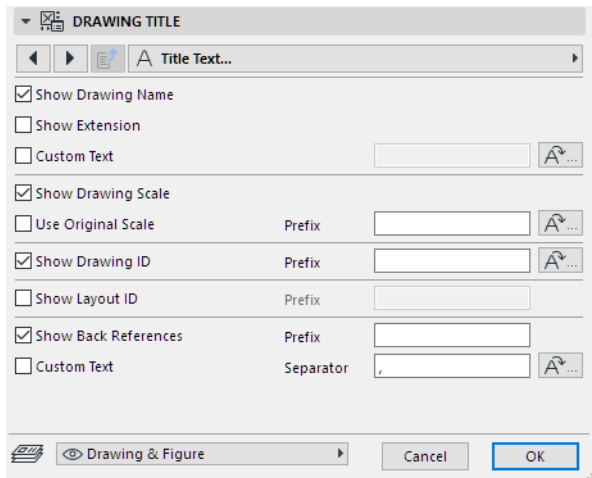 DRAWING TITLE
A Title Text...
Show Drawing Name
Show Extension
Custom Text A...
Show Drawing Scale
Use Original Scale Prefix A...
Show Drawing ID Prefix A...
Show Layout ID Prefix
Show Back References Prefix
Custom Text Separator , A...
Drawing & Figure Cancel OK